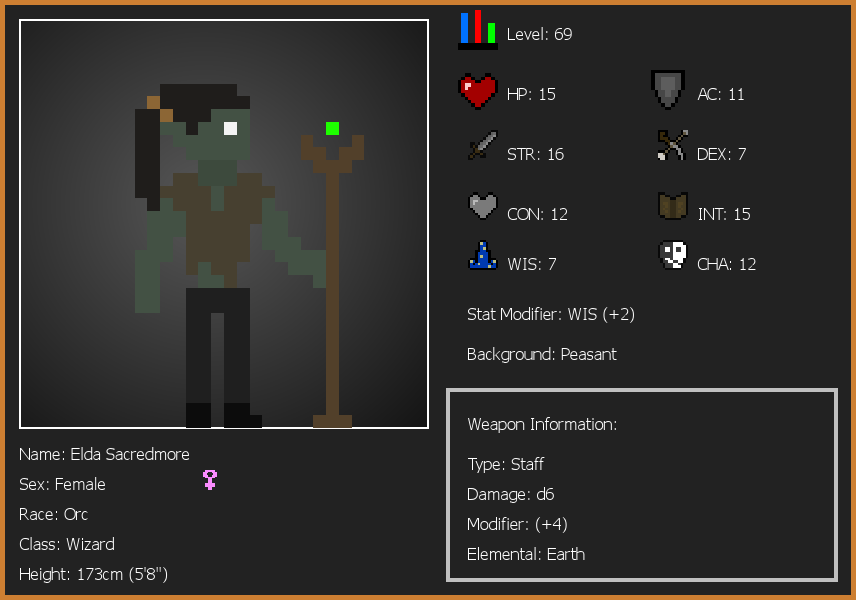 Level: 69
HP: 15
AC: 11
STR: 16
DEX: 7
CON: 12
INT: 15
WIS: 7
CHA: 12
Stat Modifier: WIS (+2)
Background: Peasant
Weapon Information:
Type: Staff
Damage: d6
Modifier: (+4)
Elemental: Earth
Name: Elda Sacredmore
Sex: Female
Race: Orc
Class: Wizard
Height: 173cm (5'8")